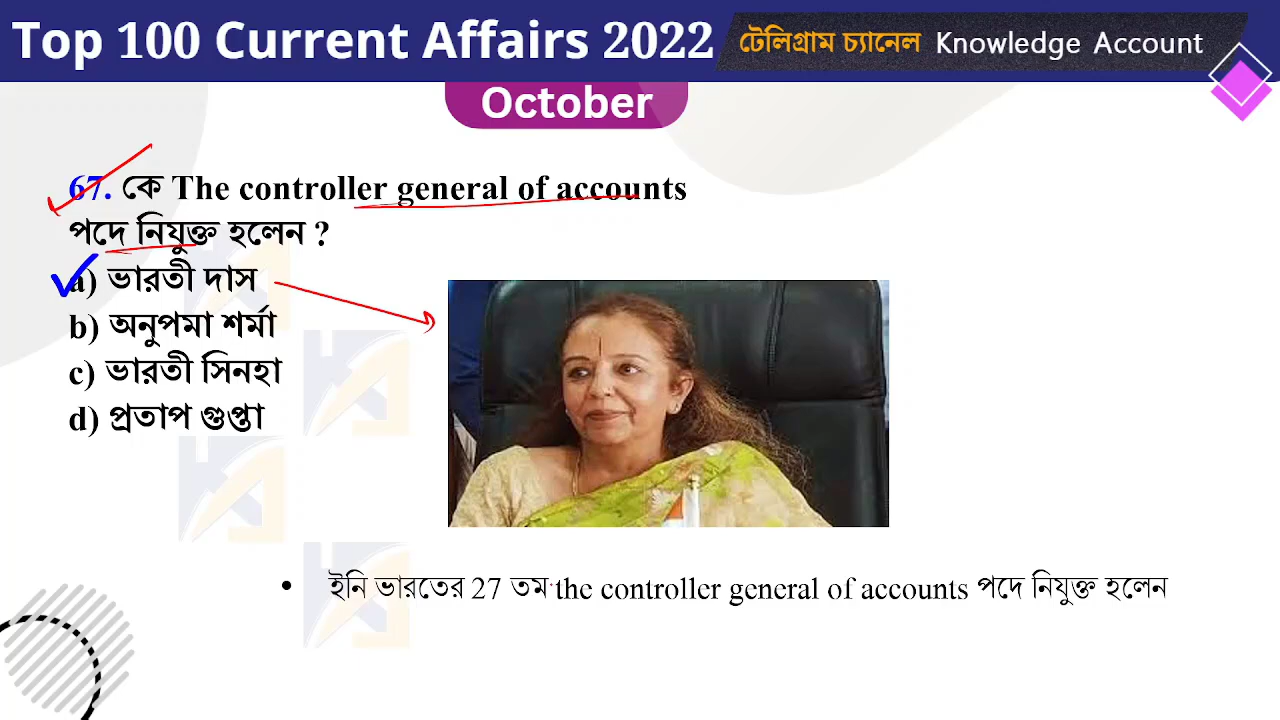 Top 100 Current Affairs 2022
টেলিগ্রাম চ্যানেল Knowledge Account
October
67. কে The controller general of accounts
পদে নিযুক্ত হলেন ?
a) ভারতী দাস
b) অনুপমা শর্মা
c) ভারতী সিনহা
d) প্রতাপ গুপ্তা
• ইনি ভারতের 27 তম the controller general of accounts পদে নিযুক্ত হলেন